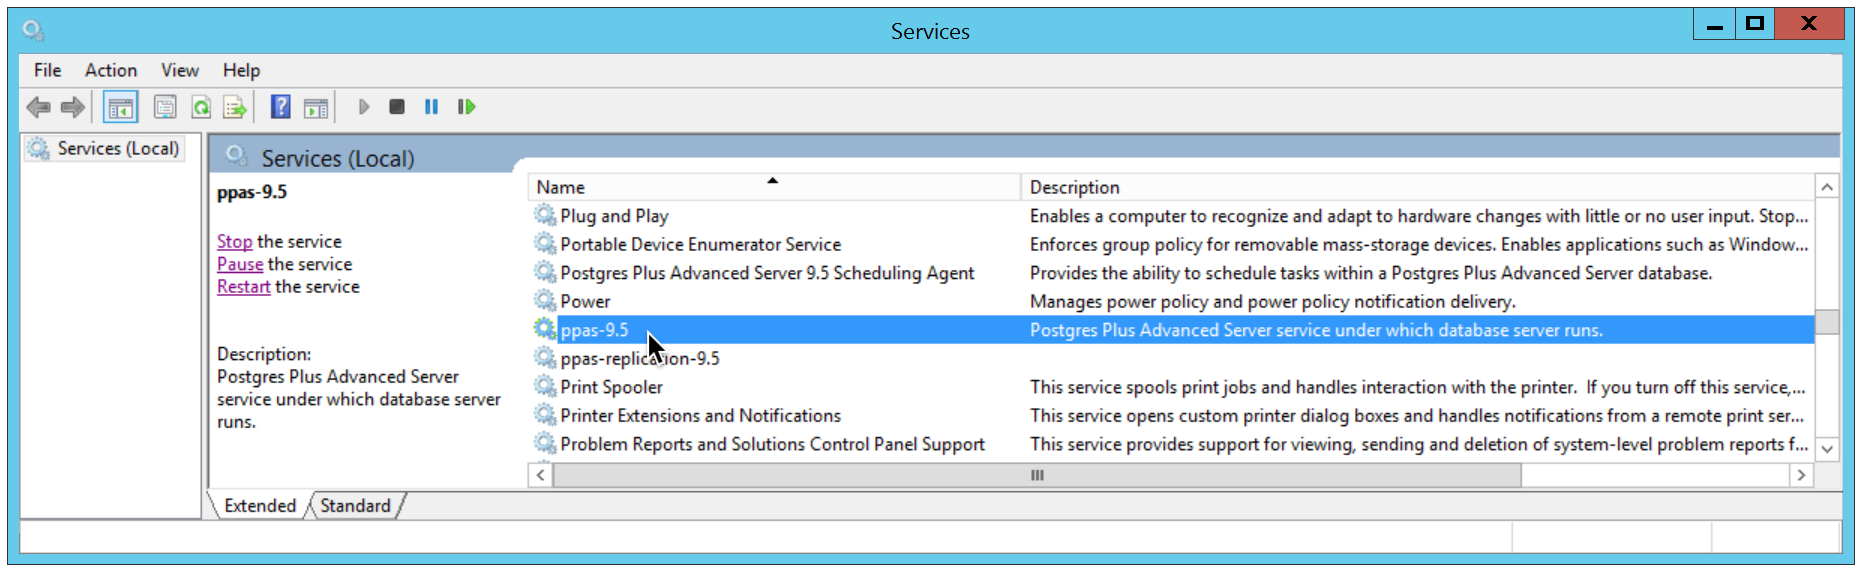 Services
File Action View Help
Services (Local)
Services (Local)
ppas-9.5
Stop the service
Pause the service
Restart the service
Description:
Postgres Plus Advanced Server
service under which database server
runs.
Name Description
Plug and Play Enables a computer to recognize and adapt to hardware changes with little or no user input. Stop...
Portable Device Enumerator Service Enforces group policy for removable mass-storage devices. Enables applications such as Window...
Postgres Plus Advanced Server 9.5 Scheduling Agent Provides the ability to schedule tasks within a Postgres Plus Advanced Server database.
Power Manages power policy and power policy notification delivery.
ppas-9.5 Postgres Plus Advanced Server service under which database server runs.
ppas-replication-9.5
Print Spooler This service spools print jobs and handles interaction with the printer. If you turn off this service,...
Printer Extensions and Notifications This service opens custom printer dialog boxes and handles notifications from a remote print ser...
Problem Reports and Solutions Control Panel Support This service provides support for viewing, sending and deletion of system-level problem reports f...
Extended Standard